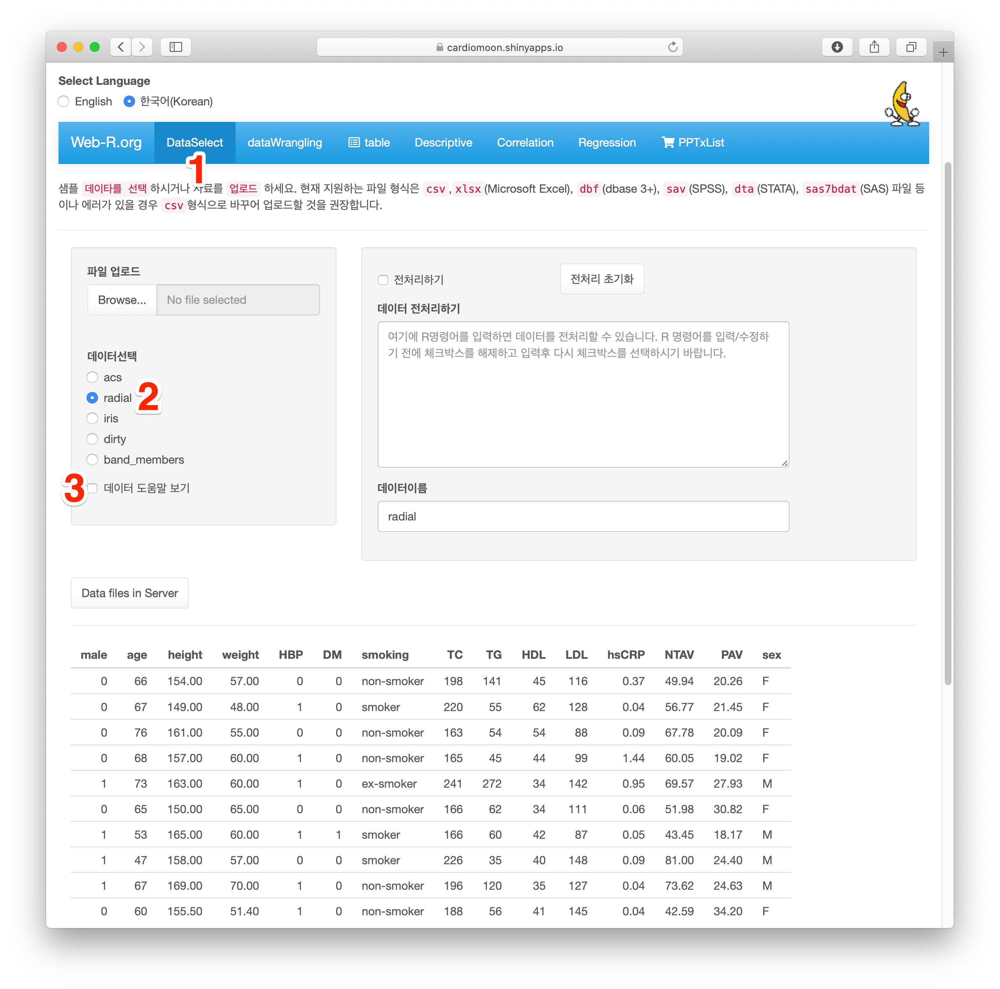 cardiomoon.shinyapps.io
Select Language
English 한국어(Korean)
Web-R.org DataSelect dataWrangling table Descriptive Correlation Regression PPTxList
1
샘플 데이타를 선택 하시거나 자료를 업로드 하세요. 현재 지원하는 파일 형식은 csv , xlsx (Microsoft Excel), dbf (dbase 3+), sav (SPSS), dta (STATA), sas7bdat (SAS) 파일 등
이나 에러가 있을 경우 csv 형식으로 바꾸어 업로드할 것을 권장합니다.
파일 업로드
Browse... No file selected
데이터선택
acs
radial 2
iris
dirty
band_members
3 데이터 도움말 보기
전처리하기 전처리 초기화
데이터 전처리하기
여기에 R명령어를 입력하면 데이터를 전처리할 수 있습니다. R 명령어를 입력/수정하
기 전에 체크박스를 해제하고 입력후 다시 체크박스를 선택하시기 바랍니다.
데이터이름
radial
Data files in Server
male age height weight HBP DM smoking TC TG HDL LDL hsCRP NTAV PAV sex
0 66 154.00 57.00 0 0 non-smoker 198 141 45 116 0.37 49.94 20.26 F
0 67 149.00 48.00 1 0 smoker 220 55 62 128 0.04 56.77 21.45 F
0 76 161.00 55.00 0 0 non-smoker 163 54 54 88 0.09 67.78 20.09 F
0 68 157.00 60.00 1 0 non-smoker 165 45 44 99 1.44 60.05 19.02 F
1 73 163.00 60.00 1 0 ex-smoker 241 272 34 142 0.95 69.57 27.93 M
0 65 150.00 65.00 0 0 non-smoker 166 62 34 111 0.06 51.98 30.82 F
1 53 165.00 60.00 1 1 smoker 166 60 42 87 0.05 43.45 18.17 M
1 47 158.00 57.00 0 0 smoker 226 35 40 148 0.09 81.00 24.40 M
1 67 169.00 70.00 1 0 non-smoker 196 120 35 127 0.04 73.62 24.63 M
0 60 155.50 51.40 1 0 non-smoker 188 56 41 145 0.04 42.59 34.20 F